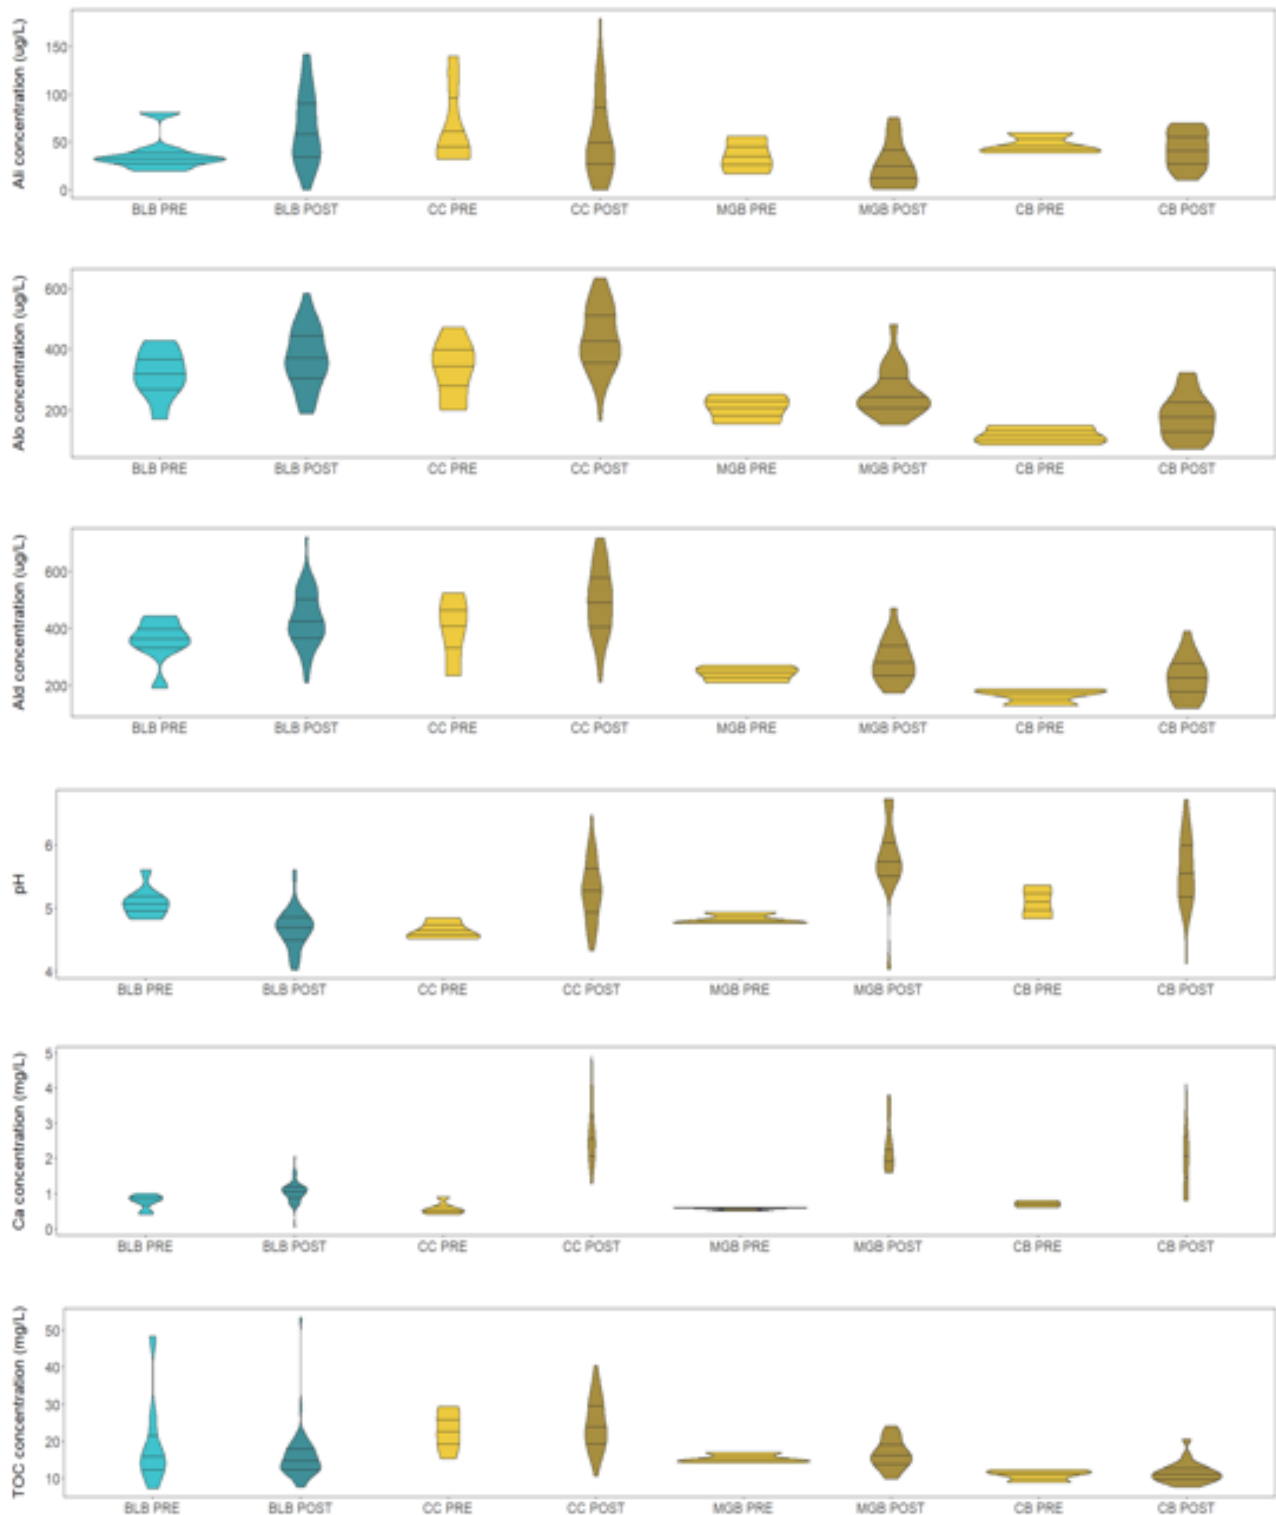 Ali concentration (ug/L)
150
100
50
0
BLB PRE BLB POST CC PRE CC POST MGB PRE MGB POST CB PRE CB POST
Alo concentration (ug/L)
600
400
200
BLB PRE BLB POST CC PRE CC POST MGB PRE MGB POST CB PRE CB POST
Ald concentration (ug/L)
600
400
200
BLB PRE BLB POST CC PRE CC POST MGB PRE MGB POST CB PRE CB POST
pH
6
5
4
BLB PRE BLB POST CC PRE CC POST MGB PRE MGB POST CB PRE CB POST
Ca concentration (mg/L)
5
4
3
2
1
0
BLB PRE BLB POST CC PRE CC POST MGB PRE MGB POST CB PRE CB POST
TOC concentration (mg/L)
50
40
30
20
10
BLB PRE BLB POST CC PRE CC POST MGB PRE MGB POST CB PRE CB POST